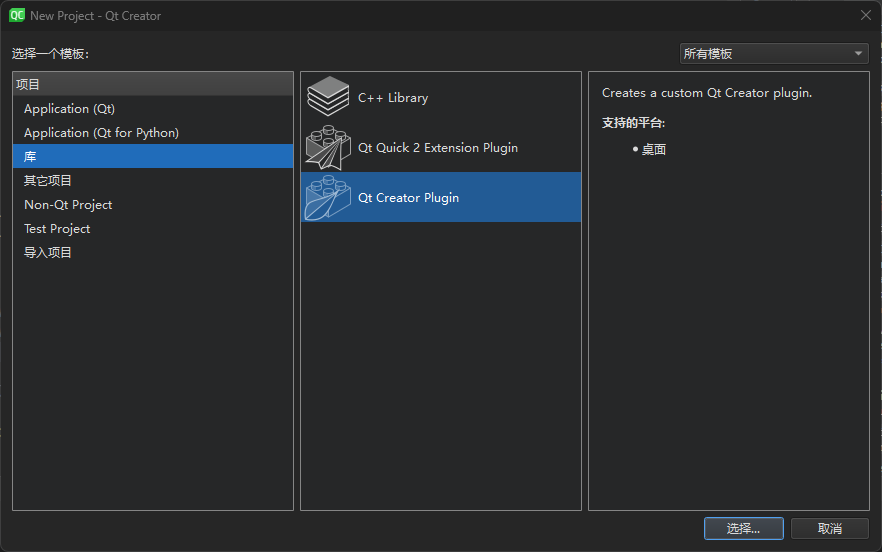 QC New Project - Qt Creator
选择一个模板:
所有模板
项目
Application (Qt)
Application (Qt for Python)
库
其它项目
Non-Qt Project
Test Project
导入项目
C++ Library
Qt Quick 2 Extension Plugin
Qt Creator Plugin
Creates a custom Qt Creator plugin.
支持的平台:
• 桌面
选择...
取消